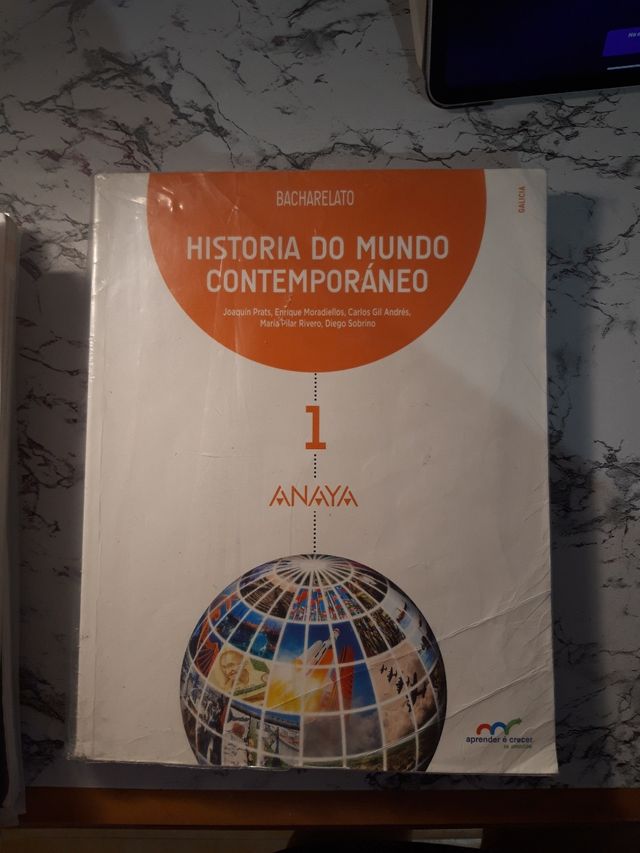 BACHARELATO
GALICIA
HISTORIA DO MUNDO
CONTEMPORÁNEO
Joaquín Prats, Enrique Moradiellos, Carlos Gil Andrés,
María Pilar Rivero, Diego Sobrino
1
ANAYA
aprender é crecer